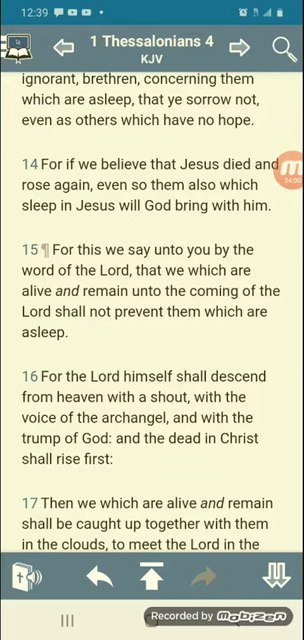 12:39
1 Thessalonians 4
KJV
ignorant, brethren, concerning them
which are asleep, that ye sorrow not,
even as others which have no hope.
14 For if we believe that Jesus died and
rose again, even so them also which
sleep in Jesus will God bring with him.
34:00
15 ¶ For this we say unto you by the
word of the Lord, that we which are
alive and remain unto the coming of the
Lord shall not prevent them which are
asleep.
16 For the Lord himself shall descend
from heaven with a shout, with the
voice of the archangel, and with the
trump of God: and the dead in Christ
shall rise first:
17 Then we which are alive and remain
shall be caught up together with them
in the clouds, to meet the Lord in the
Recorded by Mobizen